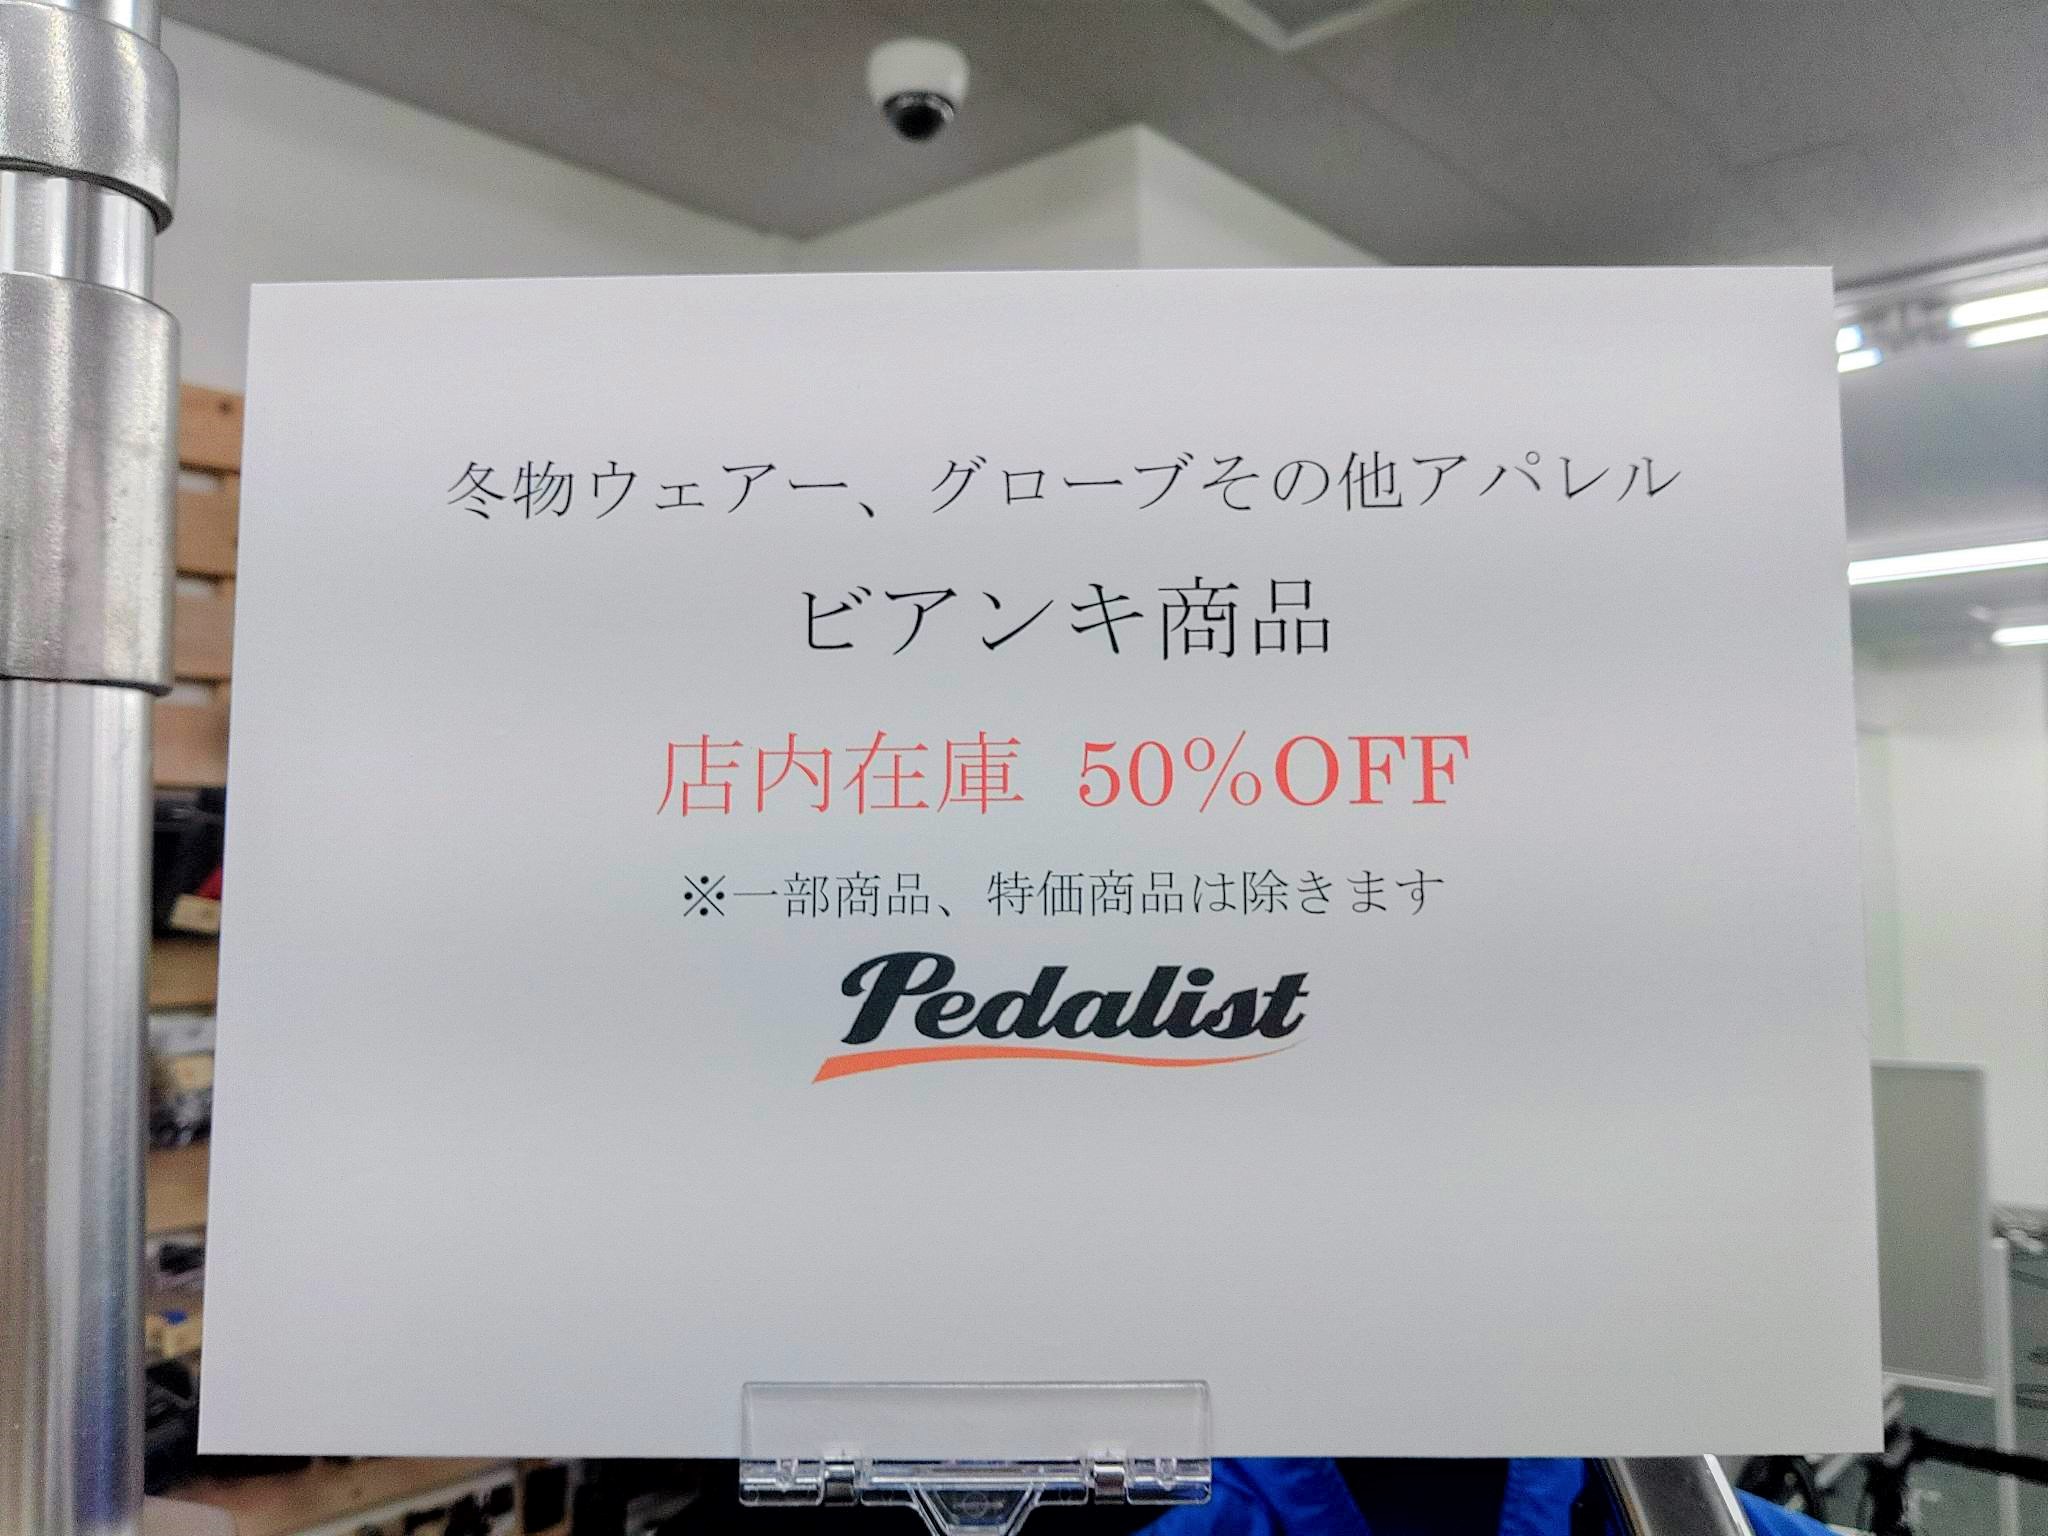 冬物ウェアー、グローブその他アパレル
ビアンキ商品
店内在庫 50%OFF
※一部商品、特価商品は除きます
Pedalist